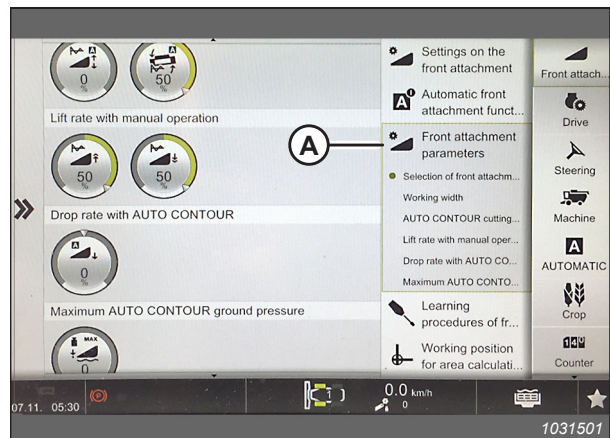 0
%
50
%
Lift rate with manual operation
50
%
50
%
Drop rate with AUTO CONTOUR
0
%
Maximum AUTO CONTOUR ground pressure
MAX
0
A
Settings on the
front attachment
Automatic front
attachment funct...
Front attachment
parameters
Selection of front attachm...
Working width
AUTO CONTOUR cutting...
Lift rate with manual oper...
Drop rate with AUTO CO...
Maximum AUTO CONTO...
Learning
procedures of fr...
Working position
for area calculati...
Front attach...
Drive
Steering
Machine
A
AUTOMATIC
Crop
Counter
07.11. 05:30
(P)
1
0.0 km/h
0
1031501